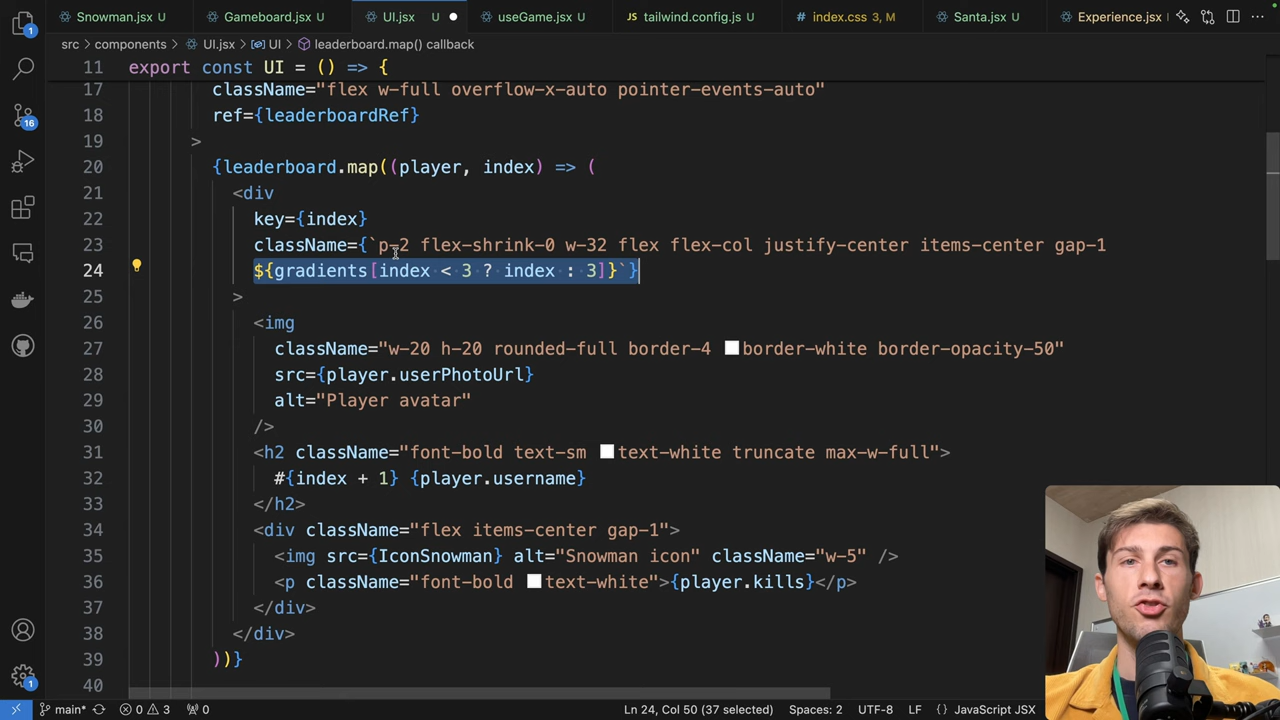 Snowman.jsx U Gameboard.jsx U UI.jsx U useGame.jsx U tailwind.config.js U index.css 3, M Santa.jsx U Experience.jsx U
src > components > UI.jsx > UI > leaderboard.map() callback
11 export const UI = () => {
17 className="flex w-full overflow-x-auto pointer-events-auto"
18 ref={leaderboardRef}
19 >
20 {leaderboard.map((player, index) => (
21 <div
22 key={index}
23 className={`p-2 flex-shrink-0 w-32 flex flex-col justify-center items-center gap-1
24 ${gradients[index < 3 ? index : 3]}`}
25 >
26 <img
27 className="w-20 h-20 rounded-full border-4 border-white border-opacity-50"
28 src={player.userPhotoUrl}
29 alt="Player avatar"
30 />
31 <h2 className="font-bold text-sm text-white truncate max-w-full">
32 #{index + 1} {player.username}
33 </h2>
34 <div className="flex items-center gap-1">
35 <img src={IconSnowman} alt="Snowman icon" className="w-5" />
36 <p className="font-bold text-white">{player.kills}</p>
37 </div>
38 </div>
39 ))}
40
1
16
1
main* 0 3 0 Ln 24, Col 50 (37 selected) Spaces: 2 UTF-8 LF {} JavaScript JSX